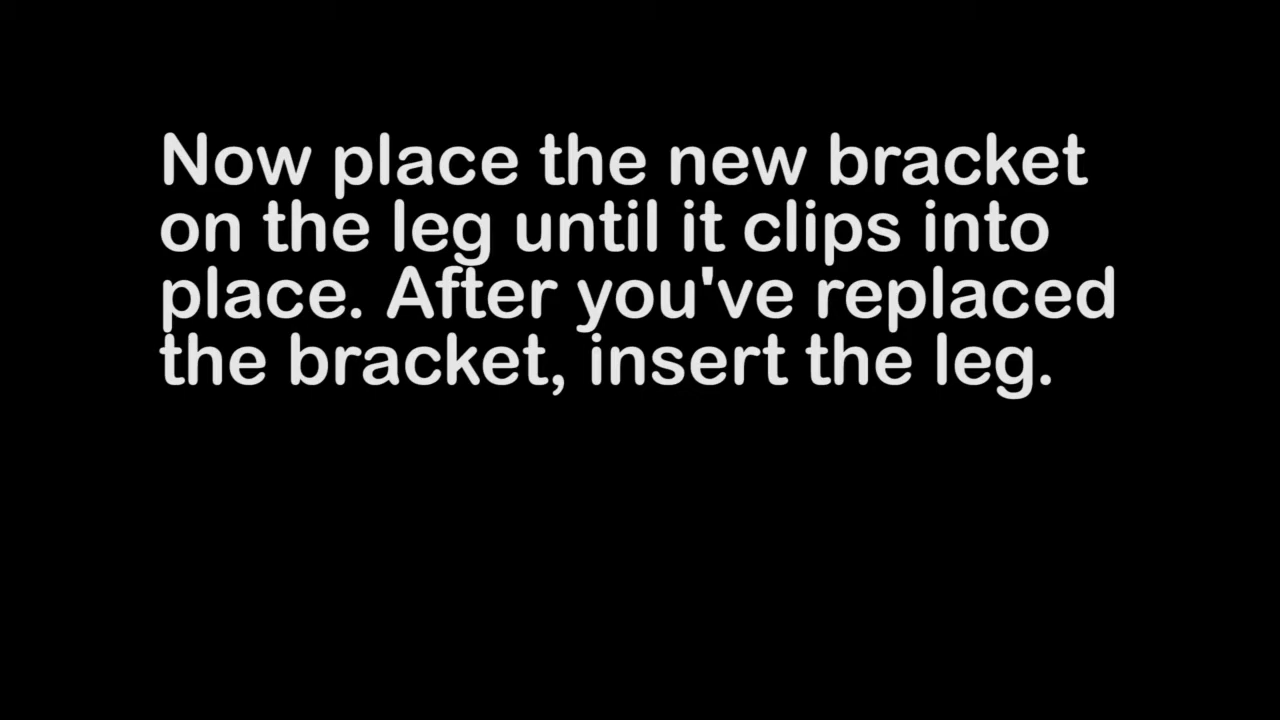 Now place the new bracket
on the leg until it clips into
place. After you've replaced
the bracket, insert the leg.